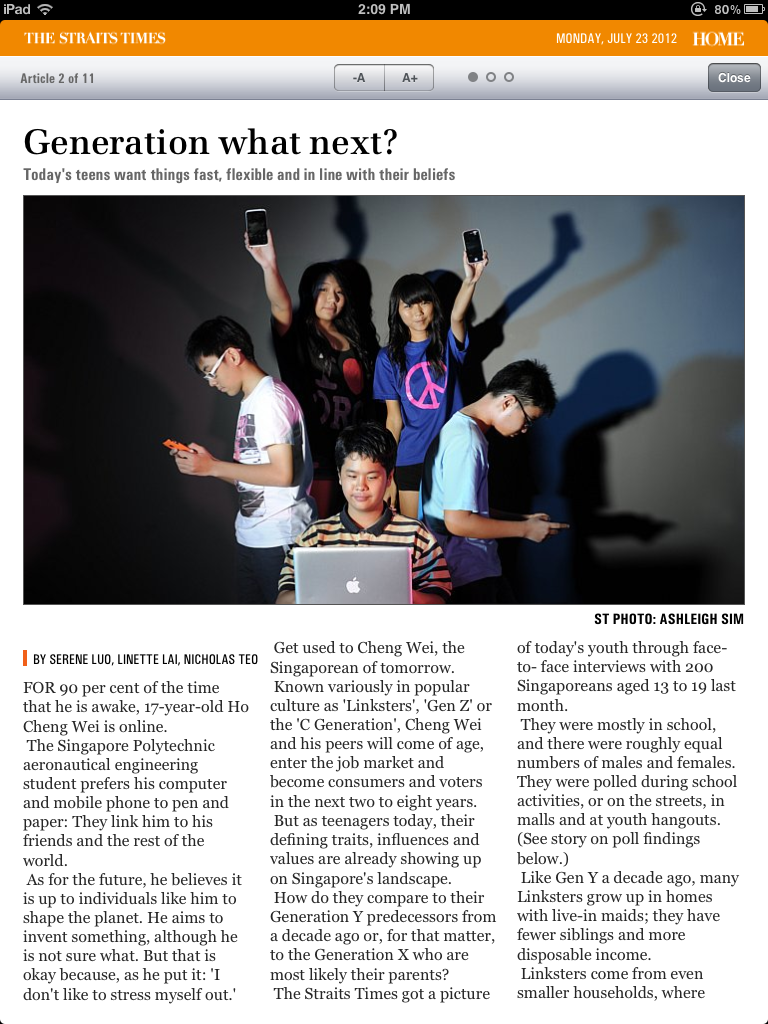 iPad
2:09 PM
80%
THE STRAITS TIMES
MONDAY, JULY 23 2012 HOME
Article 2 of 11
-A
A+
Close
Generation what next?
Today's teens want things fast, flexible and in line with their beliefs
ST PHOTO: ASHLEIGH SIM
BY SERENE LUO, LINETTE LAI, NICHOLAS TEO
FOR 90 per cent of the time
that he is awake, 17-year-old Ho
Cheng Wei is online.
The Singapore Polytechnic
aeronautical engineering
student prefers his computer
and mobile phone to pen and
paper: They link him to his
friends and the rest of the
world.
As for the future, he believes it
is up to individuals like him to
shape the planet. He aims to
invent something, although he
is not sure what. But that is
okay because, as he put it: 'I
don't like to stress myself out.'
Get used to Cheng Wei, the
Singaporean of tomorrow.
Known variously in popular
culture as 'Linksters', 'Gen Z' or
the 'C Generation', Cheng Wei
and his peers will come of age,
enter the job market and
become consumers and voters
in the next two to eight years.
But as teenagers today, their
defining traits, influences and
values are already showing up
on Singapore's landscape.
How do they compare to their
Generation Y predecessors from
a decade ago or, for that matter,
to the Generation X who are
most likely their parents?
The Straits Times got a picture
of today's youth through face-
to- face interviews with 200
Singaporeans aged 13 to 19 last
month.
They were mostly in school,
and there were roughly equal
numbers of males and females.
They were polled during school
activities, or on the streets, in
malls and at youth hangouts.
(See story on poll findings
below.)
Like Gen Y a decade ago, many
Linksters grow up in homes
with live-in maids; they have
fewer siblings and more
disposable income.
Linksters come from even
smaller households, where